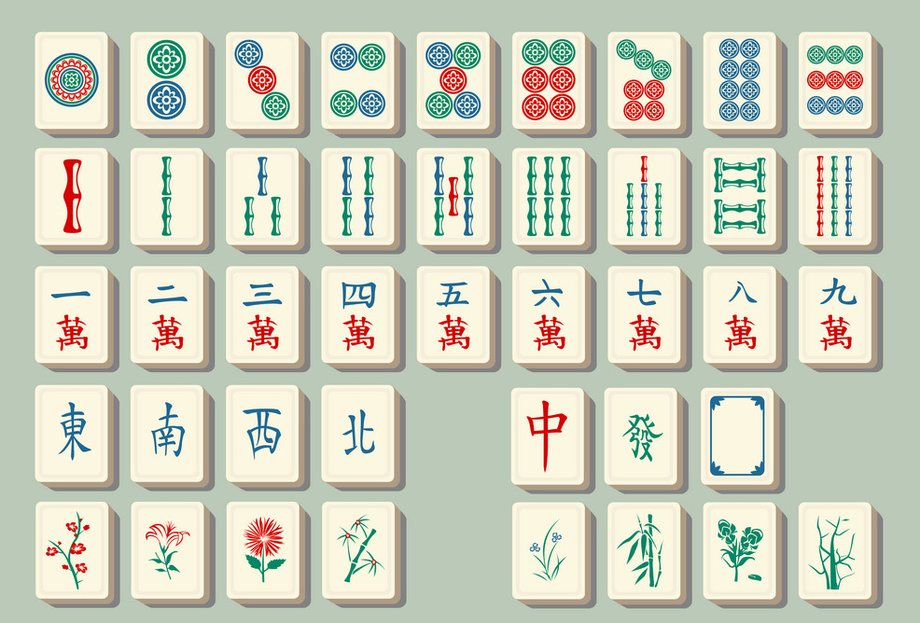 一 二 三 四 五 六 七 八 九
萬 萬 萬 萬 萬 萬 萬 萬 萬
東 南 西 北 中 發